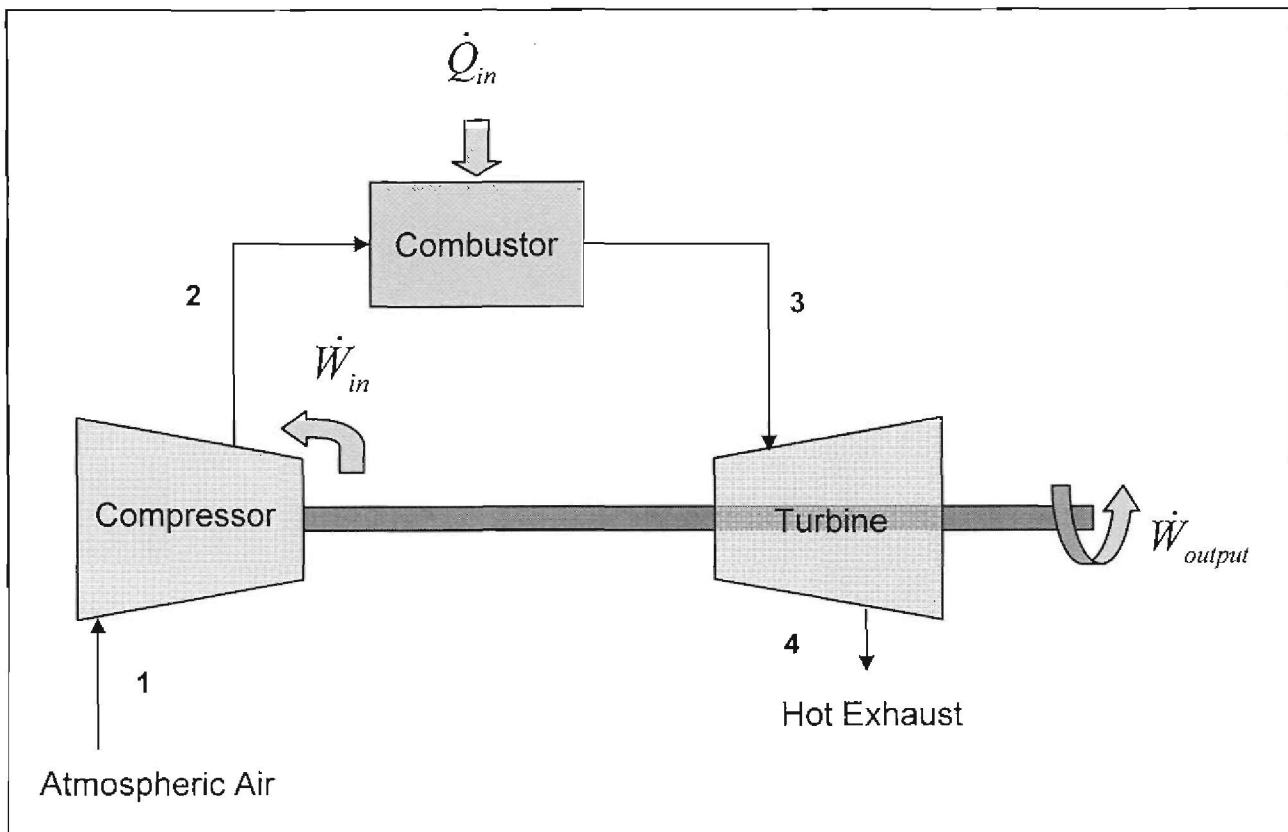 Q̇in
Combustor
2
3
Ẇin
Compressor
Turbine
Ẇoutput
4
1
Hot Exhaust
Atmospheric Air